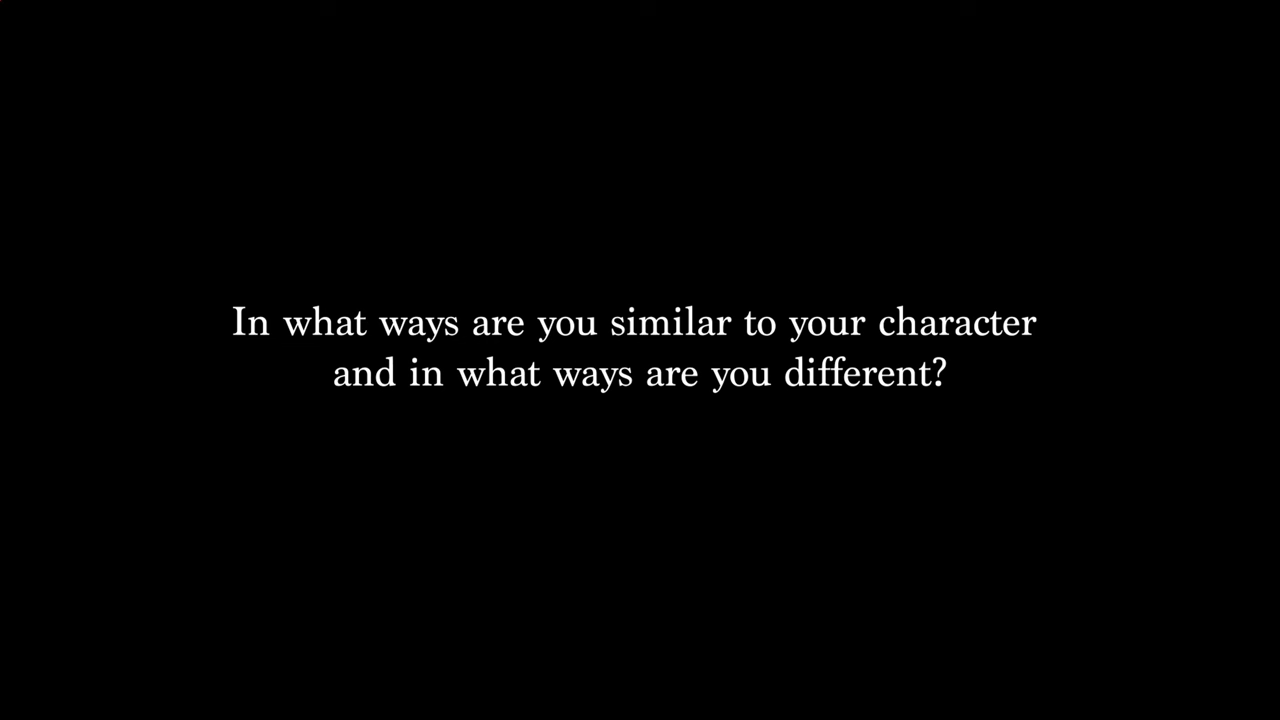 In what ways are you similar to your character
and in what ways are you different?